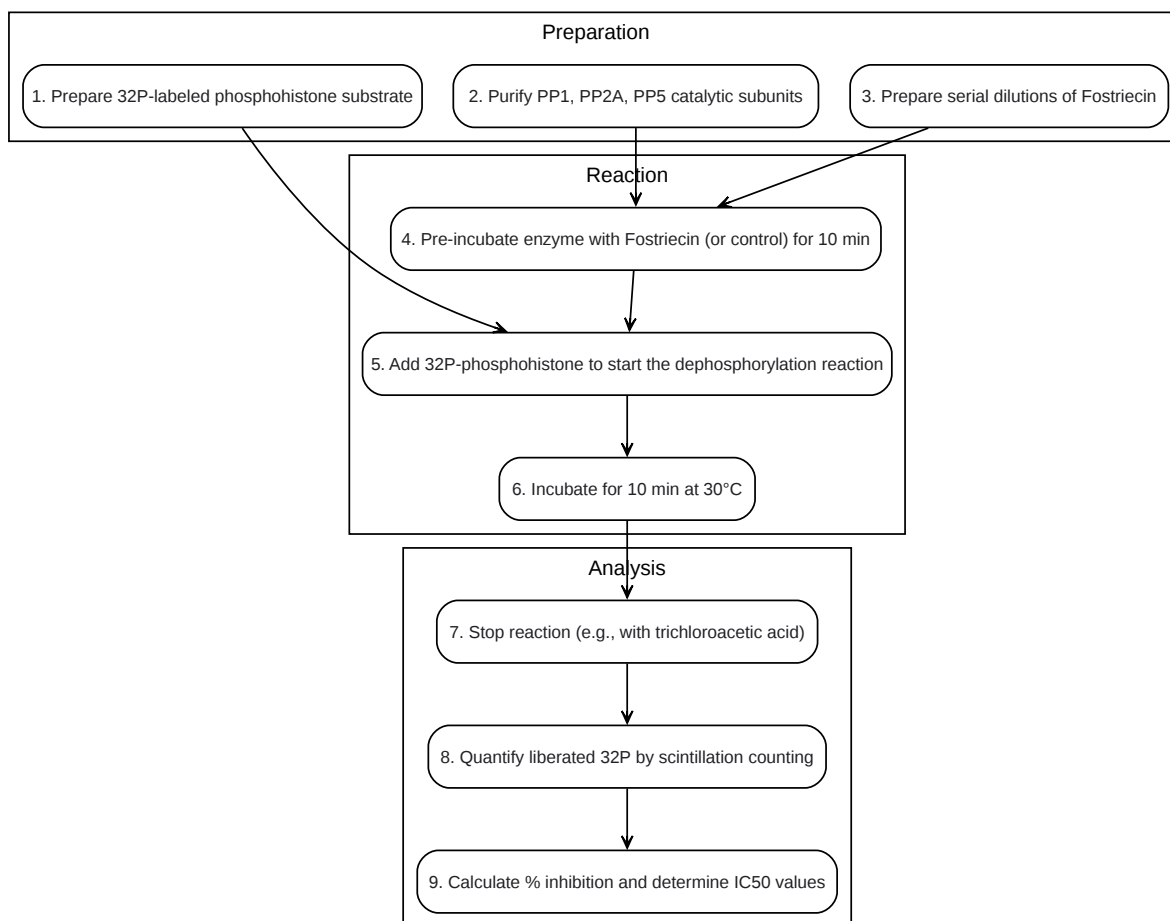 Preparation
1. Prepare 32P-labeled phosphohistone substrate
2. Purify PP1, PP2A, PP5 catalytic subunits
3. Prepare serial dilutions of Fostriecin
Reaction
4. Pre-incubate enzyme with Fostriecin (or control) for 10 min
5. Add 32P-phosphohistone to start the dephosphorylation reaction
6. Incubate for 10 min at 30°C
Analysis
7. Stop reaction (e.g., with trichloroacetic acid)
8. Quantify liberated 32P by scintillation counting
9. Calculate % inhibition and determine IC50 values